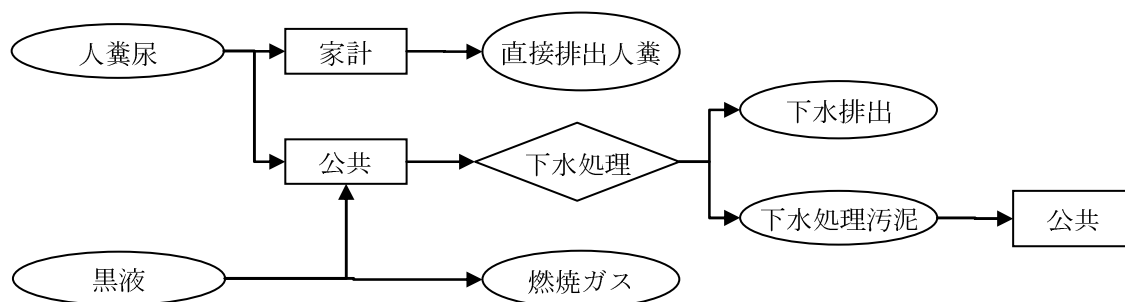 人糞尿
家計
直接排出人糞
下水排出
公共
下水処理
下水処理汚泥
公共
黒液
燃焼ガス